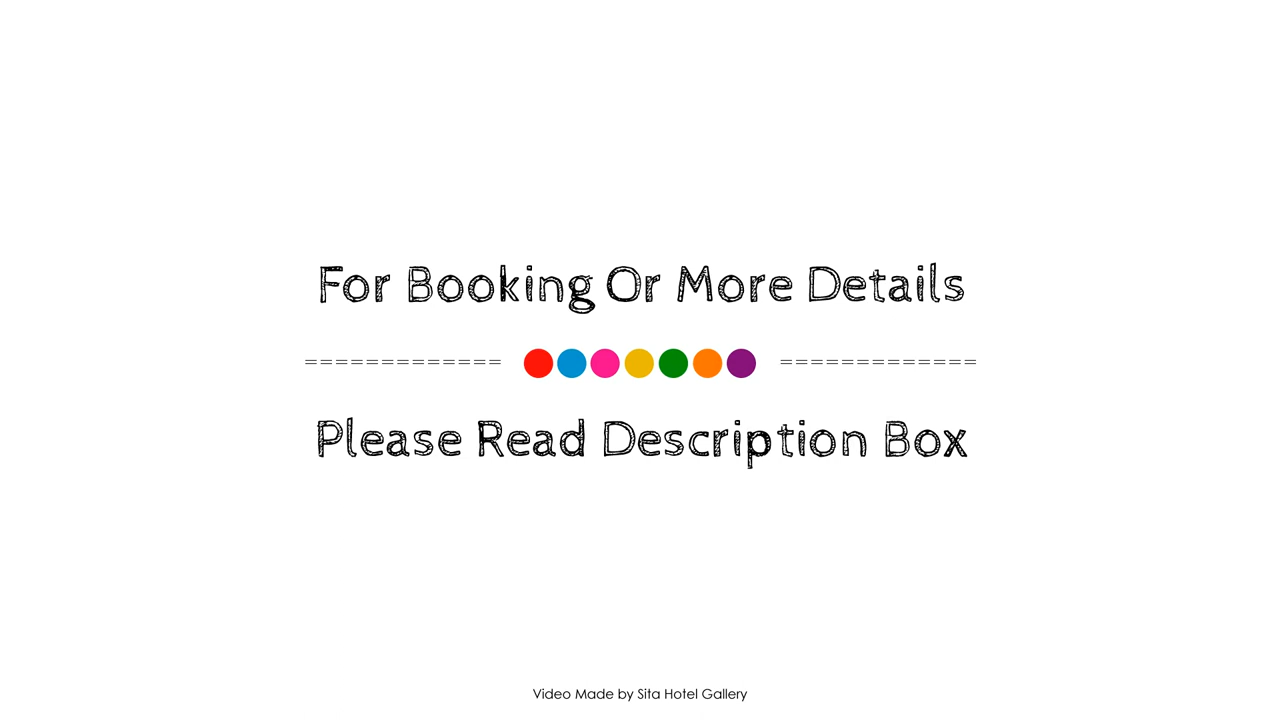 For Booking Or More Details
============= =============
Please Read Description Box
Video Made by Sita Hotel Gallery